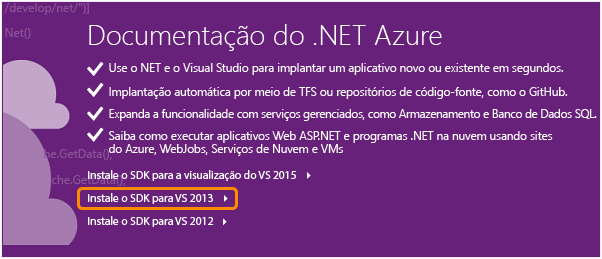 /develop/net/"}]
Net()
Documentação do .NET Azure
Use o NET e o Visual Studio para implantar um aplicativo novo ou existente em segundos.
Implantação automática por meio de TFS ou repositórios de código-fonte, como o GitHub.
Expanda a funcionalidade com serviços gerenciados, como Armazenamento e Banco de Dados SQL.
Saiba como executar aplicativos Web ASP.NET e programas .NET na nuvem usando sites
do Azure, WebJobs, Serviços de Nuvem e VMs
che.GetData();
Instale o SDK para a visualização do VS 2015
che.GetData();
Instale o SDK para VS 2013
Instale o SDK para VS 2012